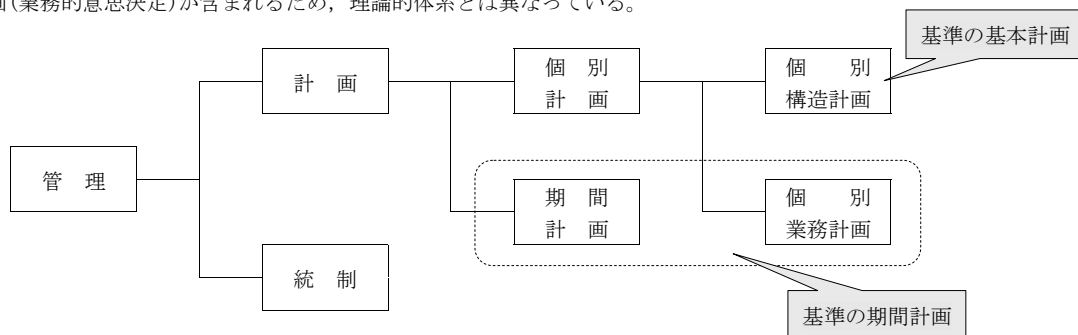 画(業務的意思決定)が含まれるため，理論的体系とは異なっている。
基準の基本計画
計　画
個　別
計　画
個　別
構造計画
管　理
期　間
計　画
個　別
業務計画
統　制
基準の期間計画